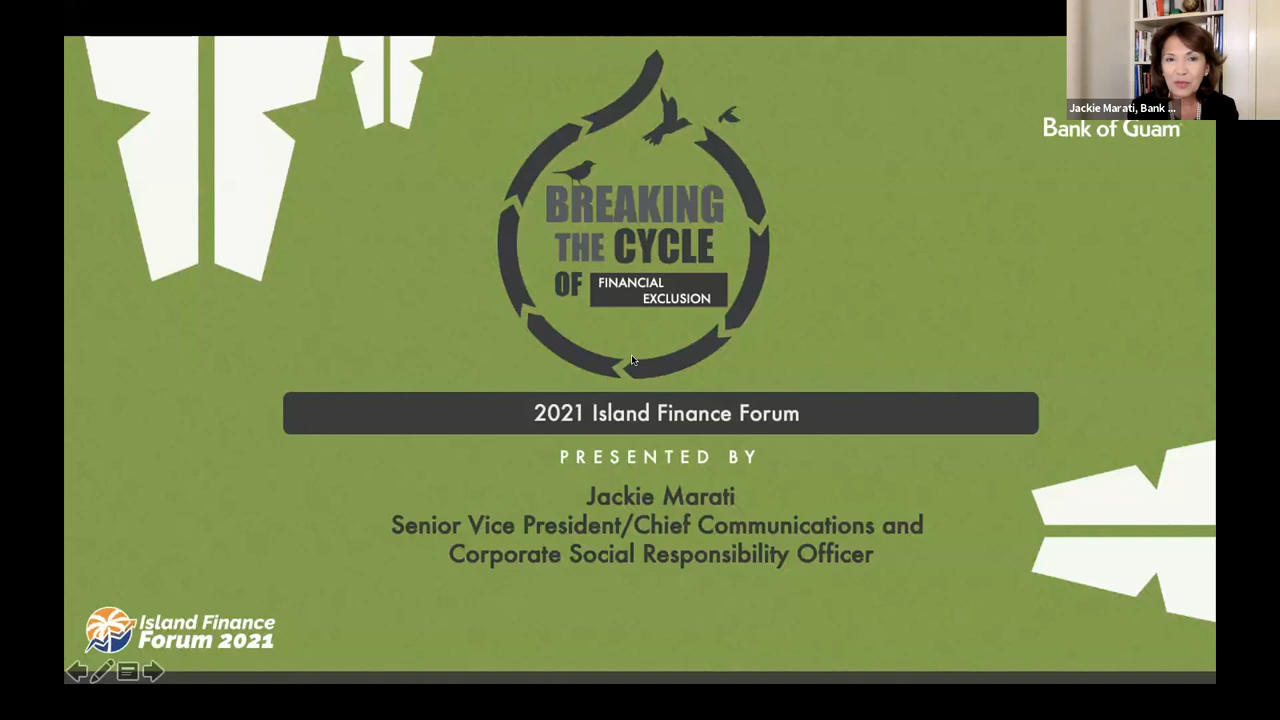 Jackie Marati, Bank ...
Bank of Guam
BREAKING
THE CYCLE
OF FINANCIAL
EXCLUSION
2021 Island Finance Forum
PRESENTED BY
Jackie Marati
Senior Vice President/Chief Communications and
Corporate Social Responsibility Officer
Island Finance
Forum 2021